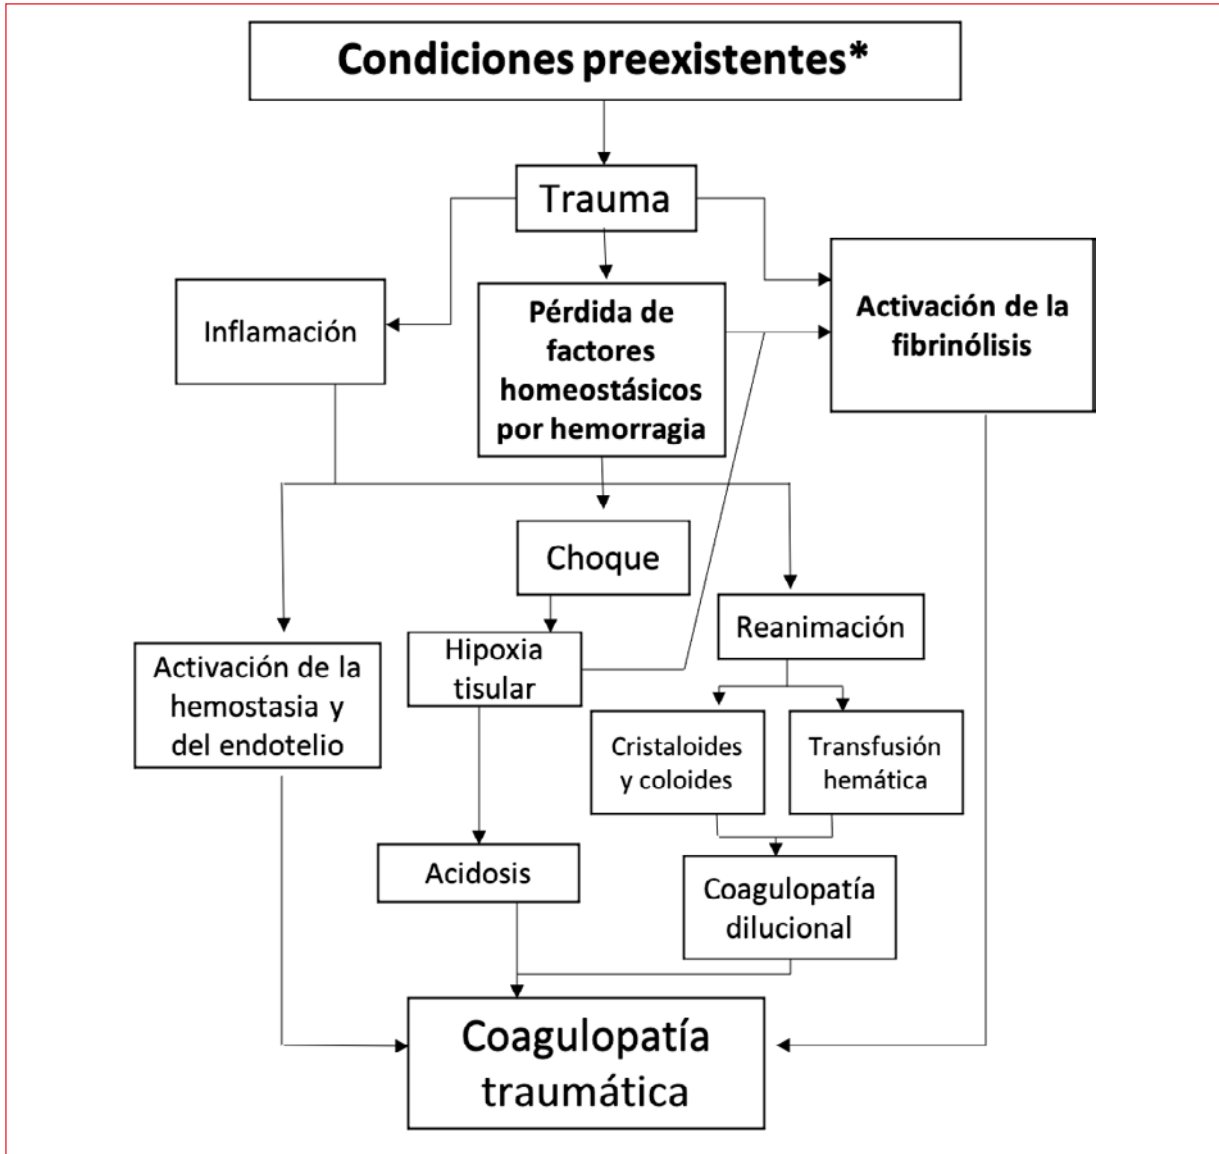 Condiciones preexistentes*
Trauma
Inflamación
Pérdida de
factores
homeostásicos
por hemorragia
Activación de la
fibrinólisis
Choque
Hipoxia
tisular
Reanimación
Activación de la
hemostasia y
del endotelio
Cristaloides
y coloides
Transfusión
hemática
Acidosis
Coagulopatía
dilucional
Coagulopatía
traumática